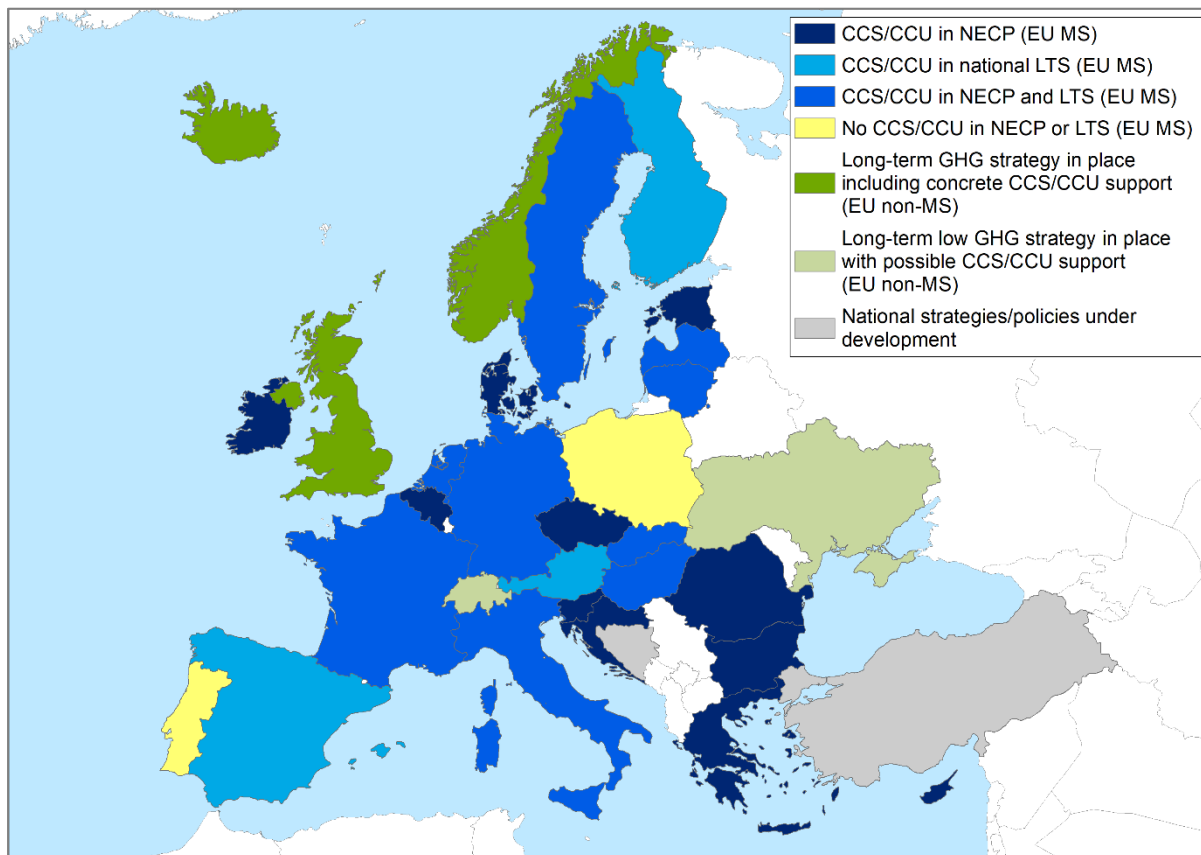 CCS/CCU in NECP (EU MS)
CCS/CCU in national LTS (EU MS)
CCS/CCU in NECP and LTS (EU MS)
No CCS/CCU in NECP or LTS (EU MS)
Long-term GHG strategy in place
including concrete CCS/CCU support
(EU non-MS)
Long-term low GHG strategy in place
with possible CCS/CCU support
(EU non-MS)
National strategies/policies under
development